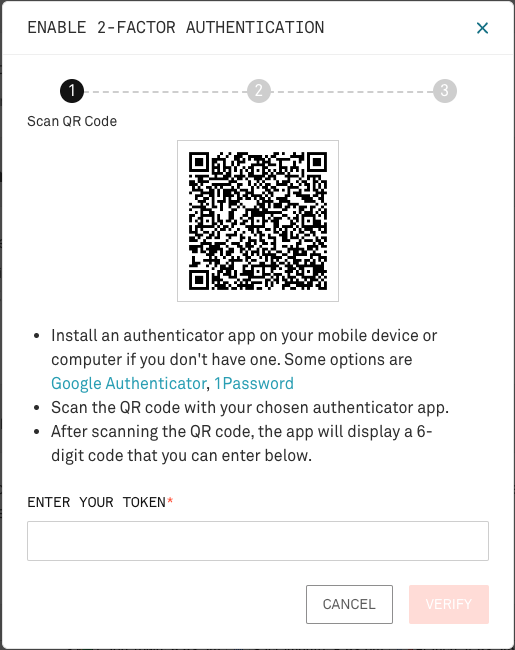 ENABLE 2-FACTOR AUTHENTICATION
1
2
3
Scan QR Code
Install an authenticator app on your mobile device or
computer if you don't have one. Some options are
Google Authenticator, 1Password
Scan the QR code with your chosen authenticator app.
After scanning the QR code, the app will display a 6-
digit code that you can enter below.
ENTER YOUR TOKEN*
CANCEL
VERIFY